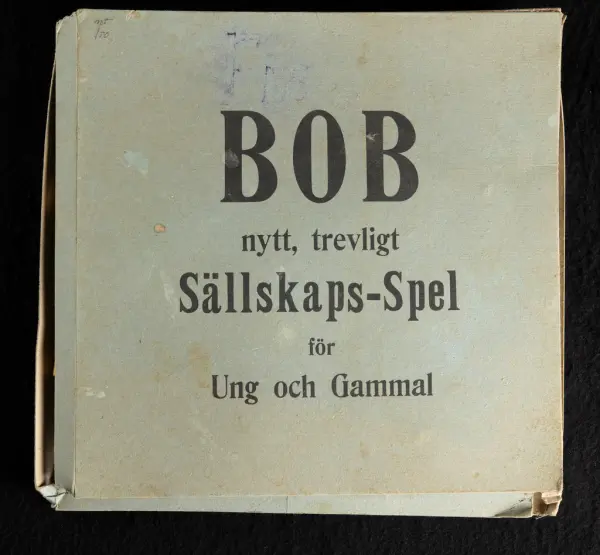 BOB
nytt, trevligt
Sällskaps-Spel
för
Ung och Gammal